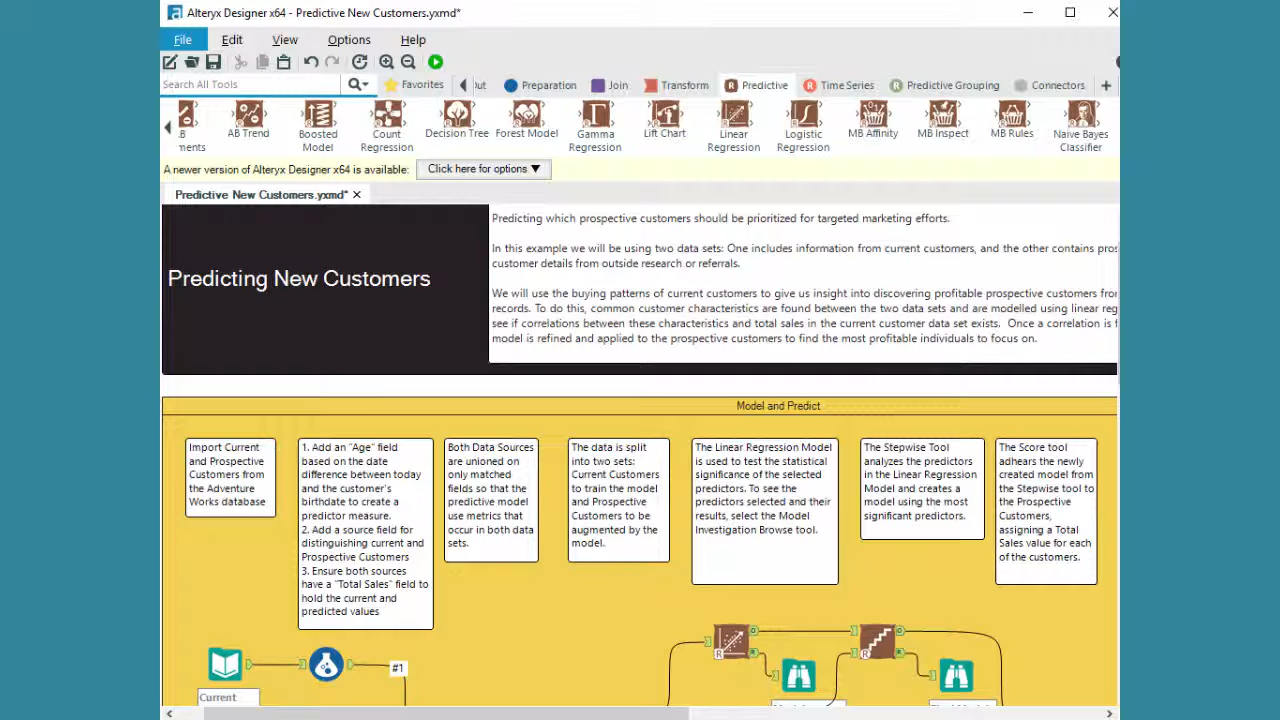 Alteryx Designer x64 - Predictive New Customers.yxmd*
File Edit View Options Help
Search All Tools Favorites ut Preparation Join Transform Predictive Time Series Predictive Grouping Connectors
AB Trend
Boosted Model
Count Regression
Decision Tree
Forest Model
Gamma Regression
Lift Chart
Linear Regression
Logistic Regression
MB Affinity
MB Inspect
MB Rules
Naive Bayes Classifier
A newer version of Alteryx Designer x64 is available: Click here for options ▼
Predictive New Customers.yxmd*
Predicting New Customers
Predicting which prospective customers should be prioritized for targeted marketing efforts.
In this example we will be using two data sets: One includes information from current customers, and the other contains pros
customer details from outside research or referrals.
We will use the buying patterns of current customers to give us insight into discovering profitable prospective customers fror
records. To do this, common customer characteristics are found between the two data sets and are modelled using linear reg
see if correlations between these characteristics and total sales in the current customer data set exists. Once a correlation is f
model is refined and applied to the prospective customers to find the most profitable individuals to focus on.
Model and Predict
Import Current
and Prospective
Customers from
the Adventure
Works database
1. Add an "Age" field
based on the date
difference between today
and the customer's
birthdate to create a
predictor measure.
2. Add a source field for
distinguishing current and
Prospective Customers
3. Ensure both sources
have a "Total Sales" field to
hold the current and
predicted values
Both Data Sources
are unioned on
only matched
fields so that the
predictive model
use metrics that
occur in both data
sets.
The data is split
into two sets:
Current Customers
to train the model
and Prospective
Customers to be
augmented by the
model.
The Linear Regression Model
is used to test the statistical
significance of the selected
predictors. To see the
predictors selected and their
results, select the Model
Investigation Browse tool.
The Stepwise Tool
analyzes the predictors
in the Linear Regression
Model and creates a
model using the most
significant predictors.
The Score tool
adhears the newly
created model from
the Stepwise tool to
the Prospective
Customers,
assigning a Total
Sales value for each
of the customers.
#1
Current